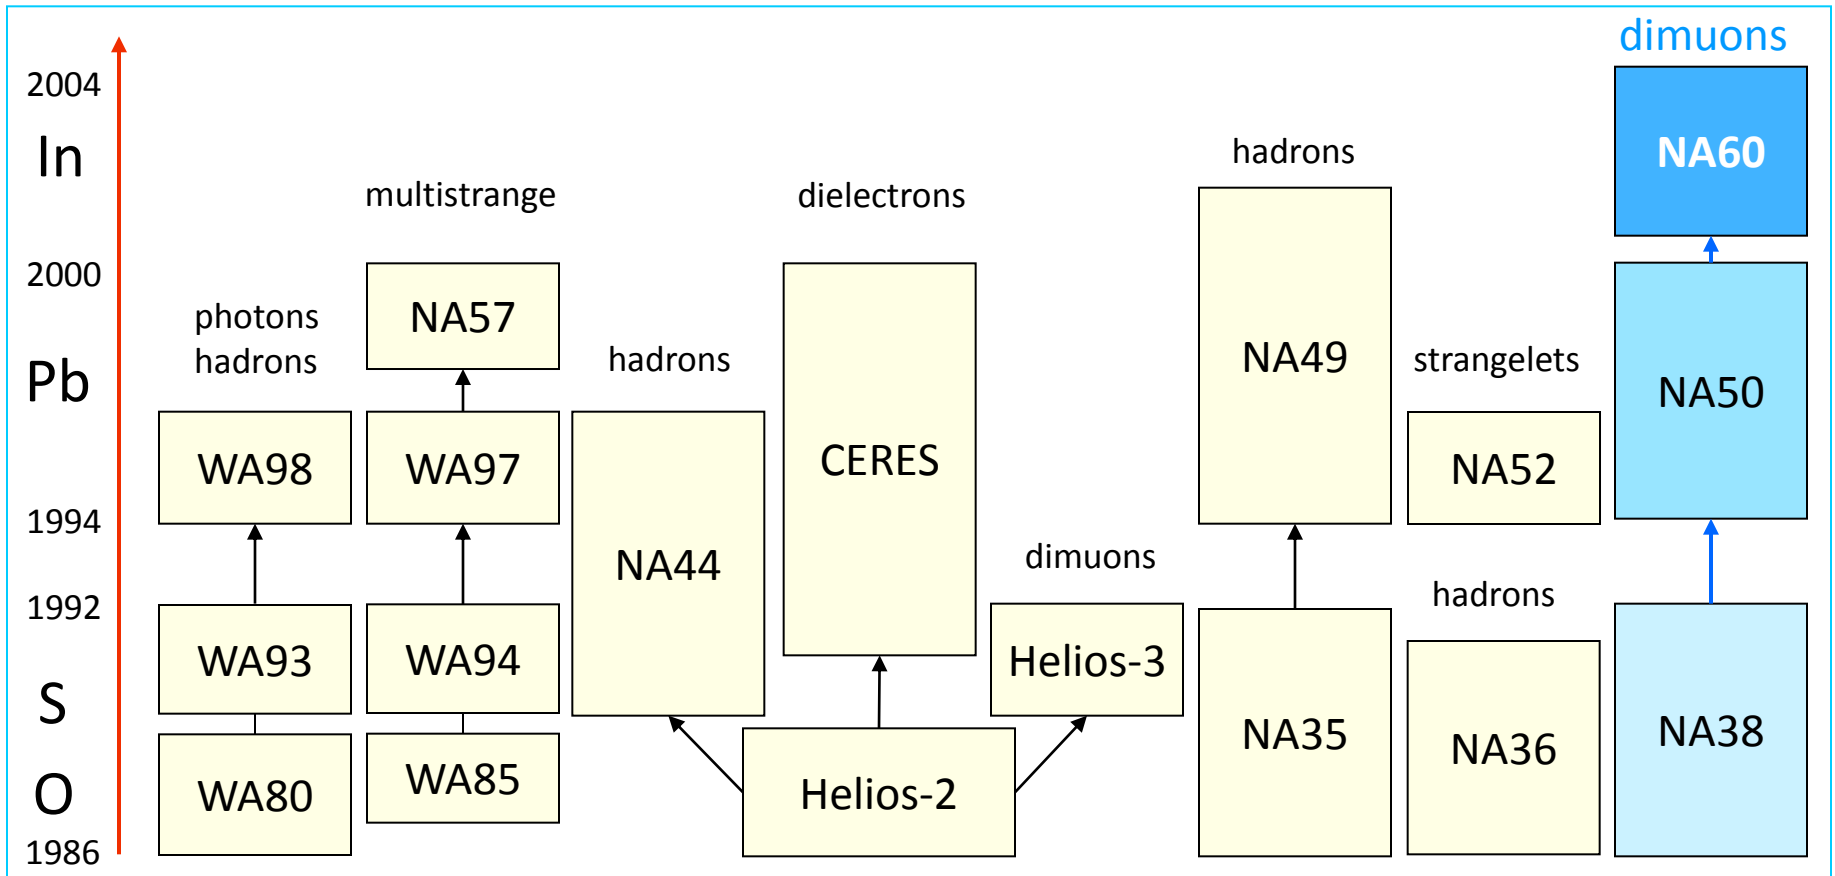 dimuons
2004
In
NA60
hadrons
multistrange
dielectrons
2000
photons
hadrons
NA57
hadrons
NA49
strangelets
Pb
NA50
WA98
WA97
CERES
NA52
1994
NA44
dimuons
1992
hadrons
WA93
WA94
Helios-3
S
NA35
NA36
NA38
O
WA80
WA85
Helios-2
1986